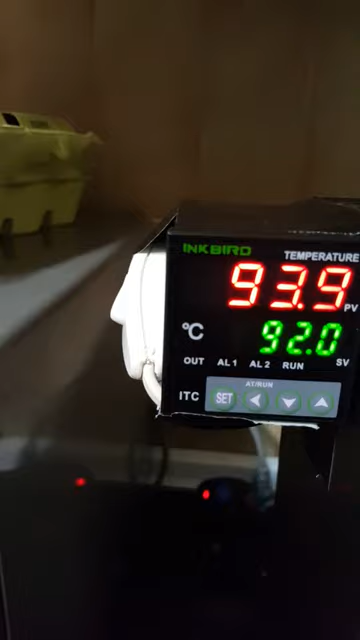 INKBIRD TEMPERATURE
93.9 PV
°C 92.0
OUT AL1 AL2 RUN SV
AT/RUN
ITC SET